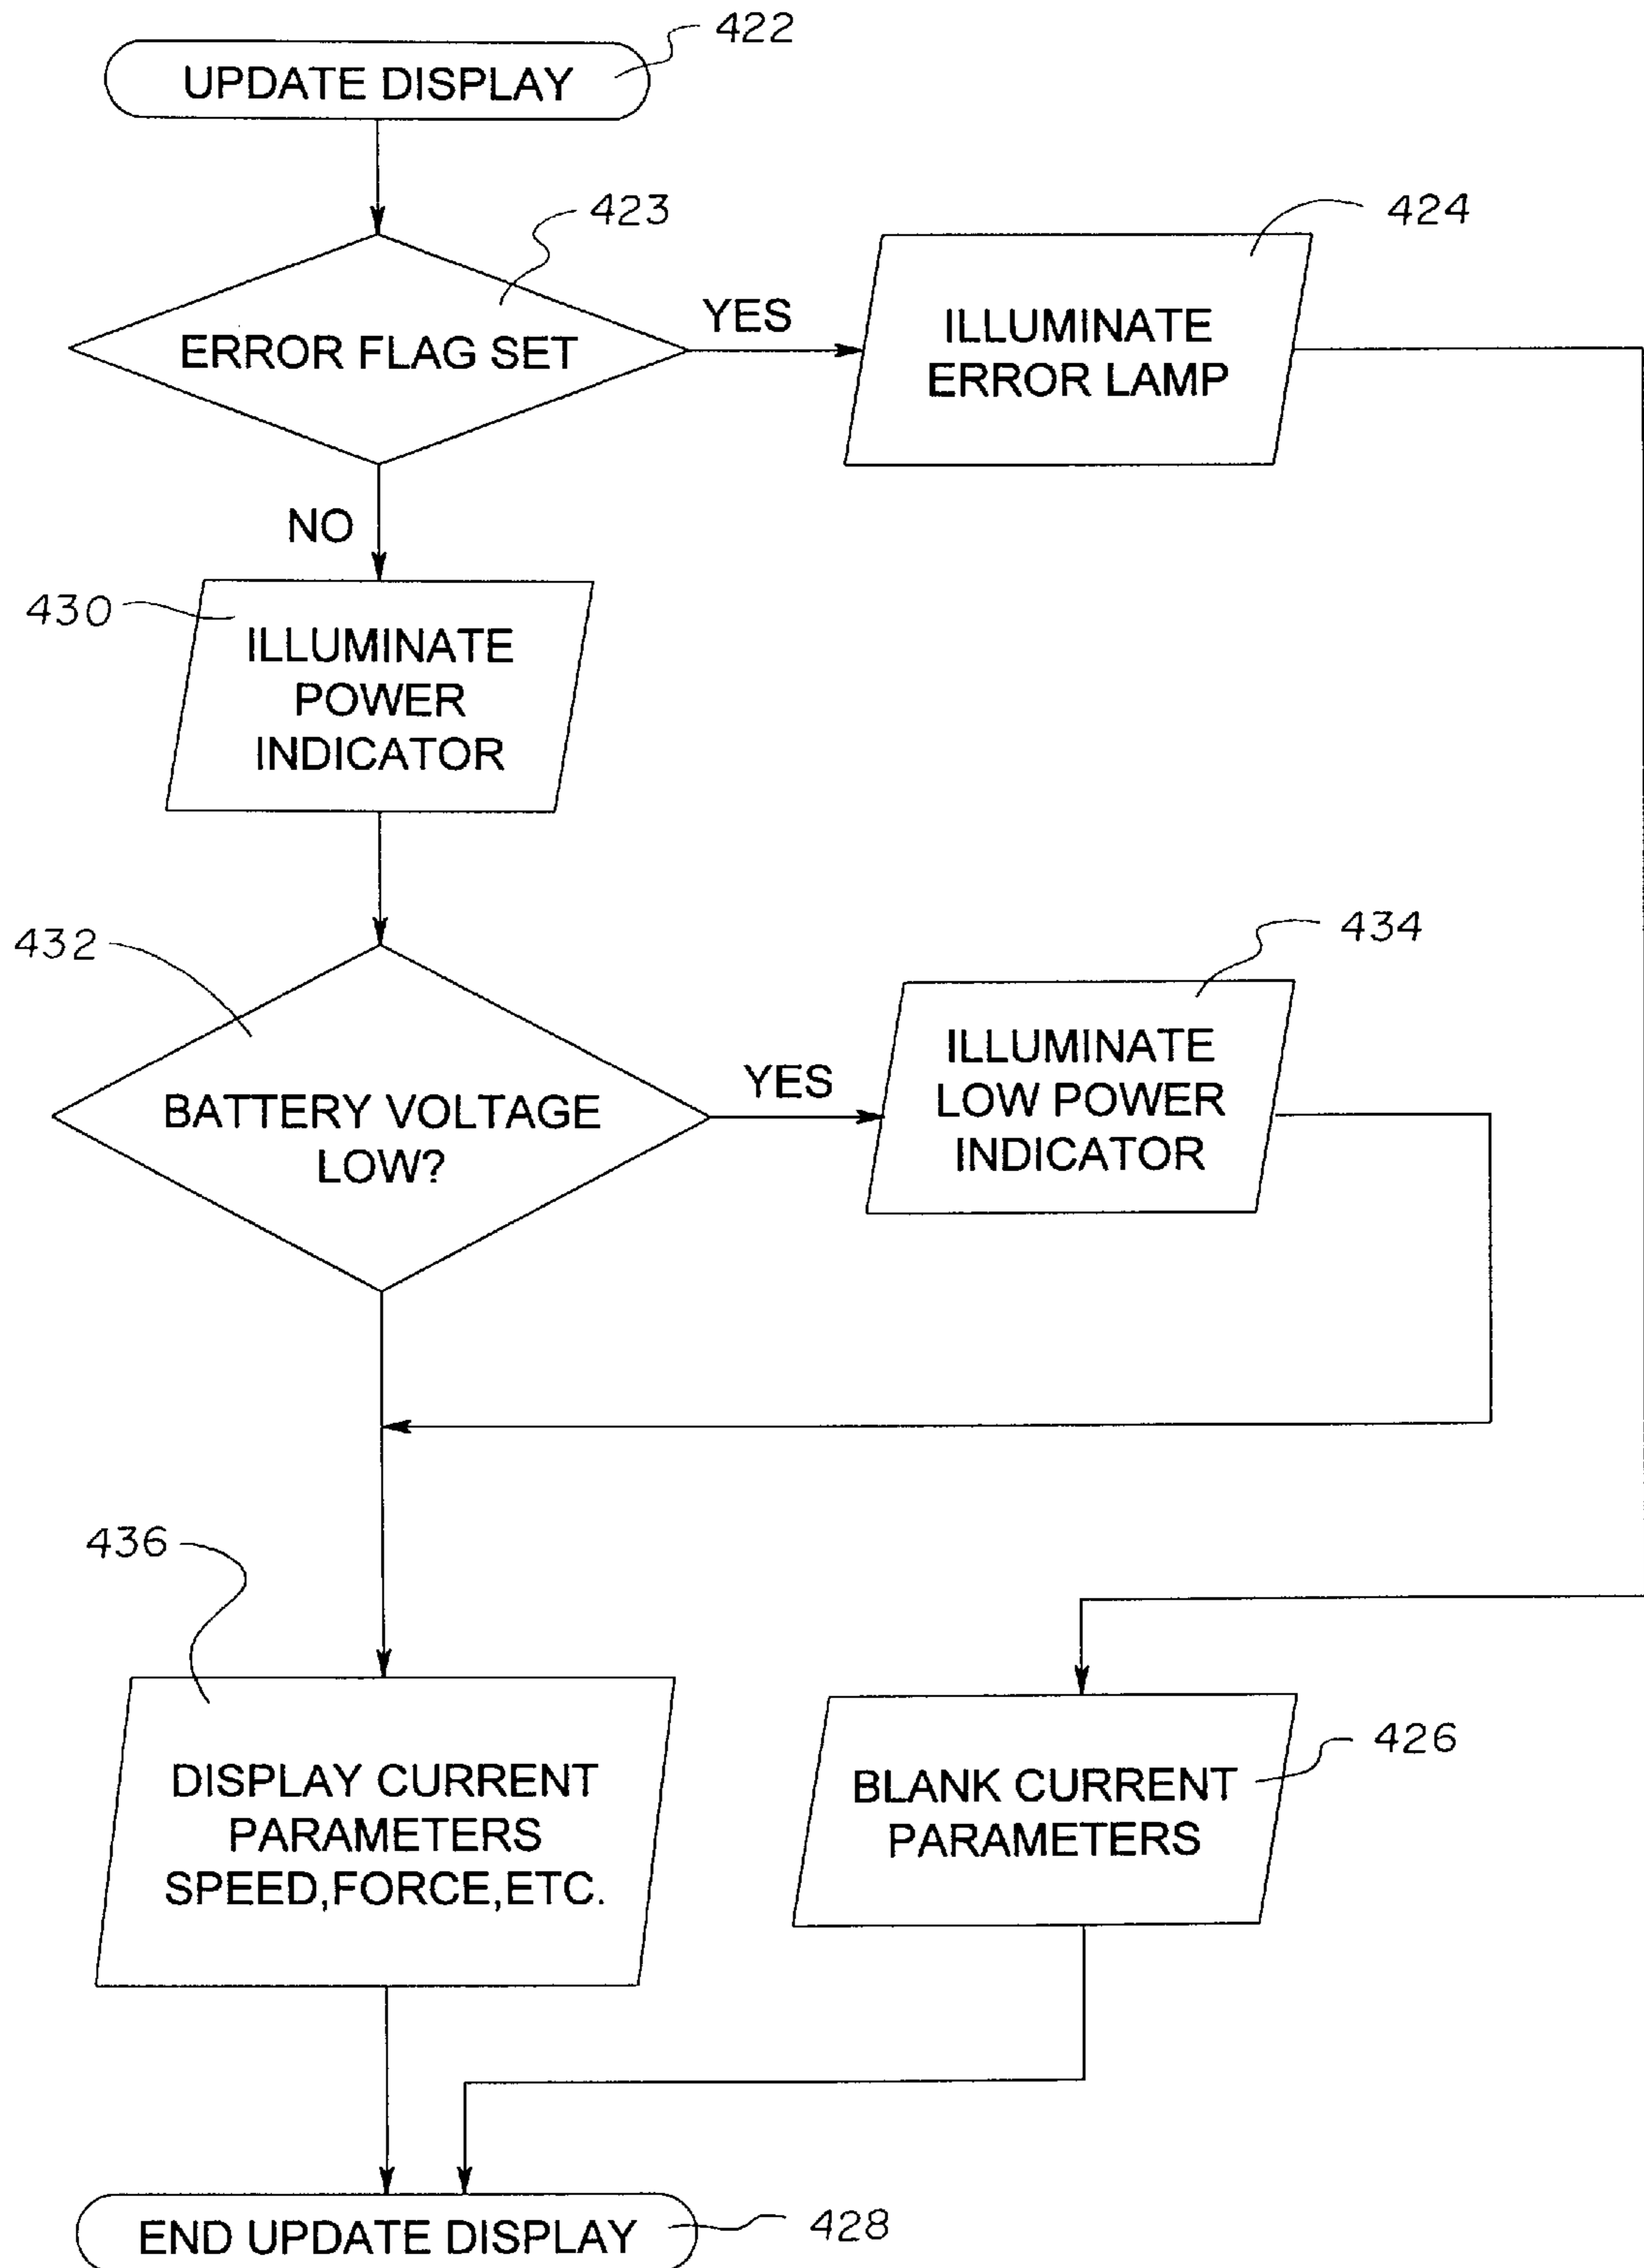 422
UPDATE DISPLAY
423
424
YES
ERROR FLAG SET
ILLUMINATE
ERROR LAMP
NO
430
ILLUMINATE
POWER
INDICATOR
432
434
BATTERY VOLTAGE
LOW?
YES
ILLUMINATE
LOW POWER
INDICATOR
436
DISPLAY CURRENT
PARAMETERS
SPEED,FORCE,ETC.
426
BLANK CURRENT
PARAMETERS
END UPDATE DISPLAY
428